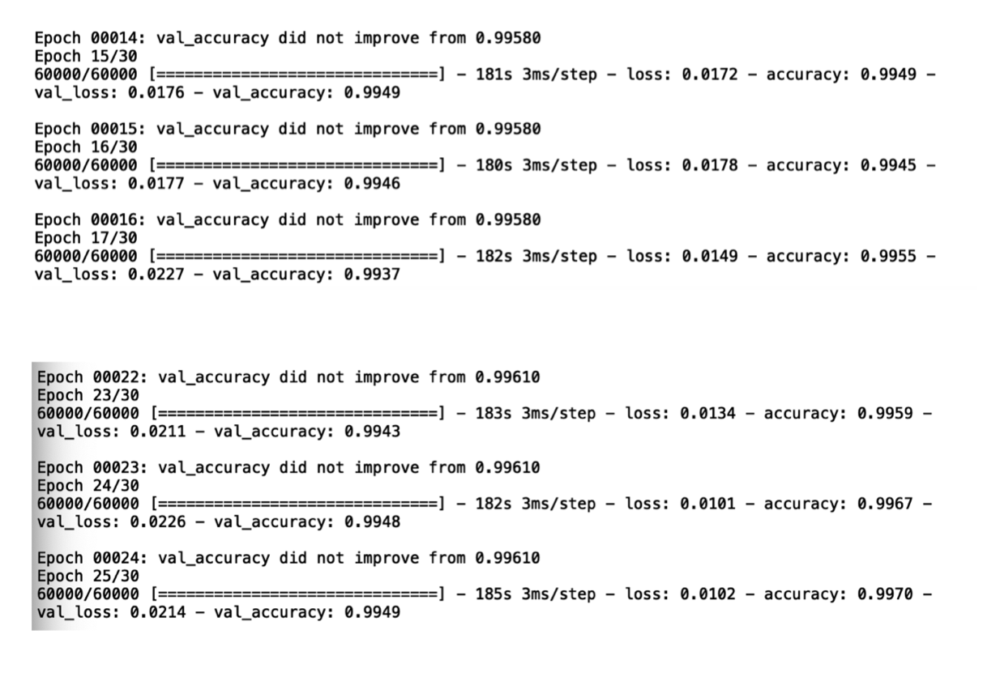 Epoch 00014: val_accuracy did not improve from 0.99580
Epoch 15/30
60000/60000 [==============================] - 181s 3ms/step - loss: 0.0172 - accuracy: 0.9949 -
val_loss: 0.0176 - val_accuracy: 0.9949
Epoch 00015: val_accuracy did not improve from 0.99580
Epoch 16/30
60000/60000 [==============================] - 180s 3ms/step - loss: 0.0178 - accuracy: 0.9945 -
val_loss: 0.0177 - val_accuracy: 0.9946
Epoch 00016: val_accuracy did not improve from 0.99580
Epoch 17/30
60000/60000 [==============================] - 182s 3ms/step - loss: 0.0149 - accuracy: 0.9955 -
val_loss: 0.0227 - val_accuracy: 0.9937
Epoch 00022: val_accuracy did not improve from 0.99610
Epoch 23/30
60000/60000 [==============================] - 183s 3ms/step - loss: 0.0134 - accuracy: 0.9959 -
val_loss: 0.0211 - val_accuracy: 0.9943
Epoch 00023: val_accuracy did not improve from 0.99610
Epoch 24/30
60000/60000 [==============================] - 182s 3ms/step - loss: 0.0101 - accuracy: 0.9967 -
val_loss: 0.0226 - val_accuracy: 0.9948
Epoch 00024: val_accuracy did not improve from 0.99610
Epoch 25/30
60000/60000 [==============================] - 185s 3ms/step - loss: 0.0102 - accuracy: 0.9970 -
val_loss: 0.0214 - val_accuracy: 0.9949